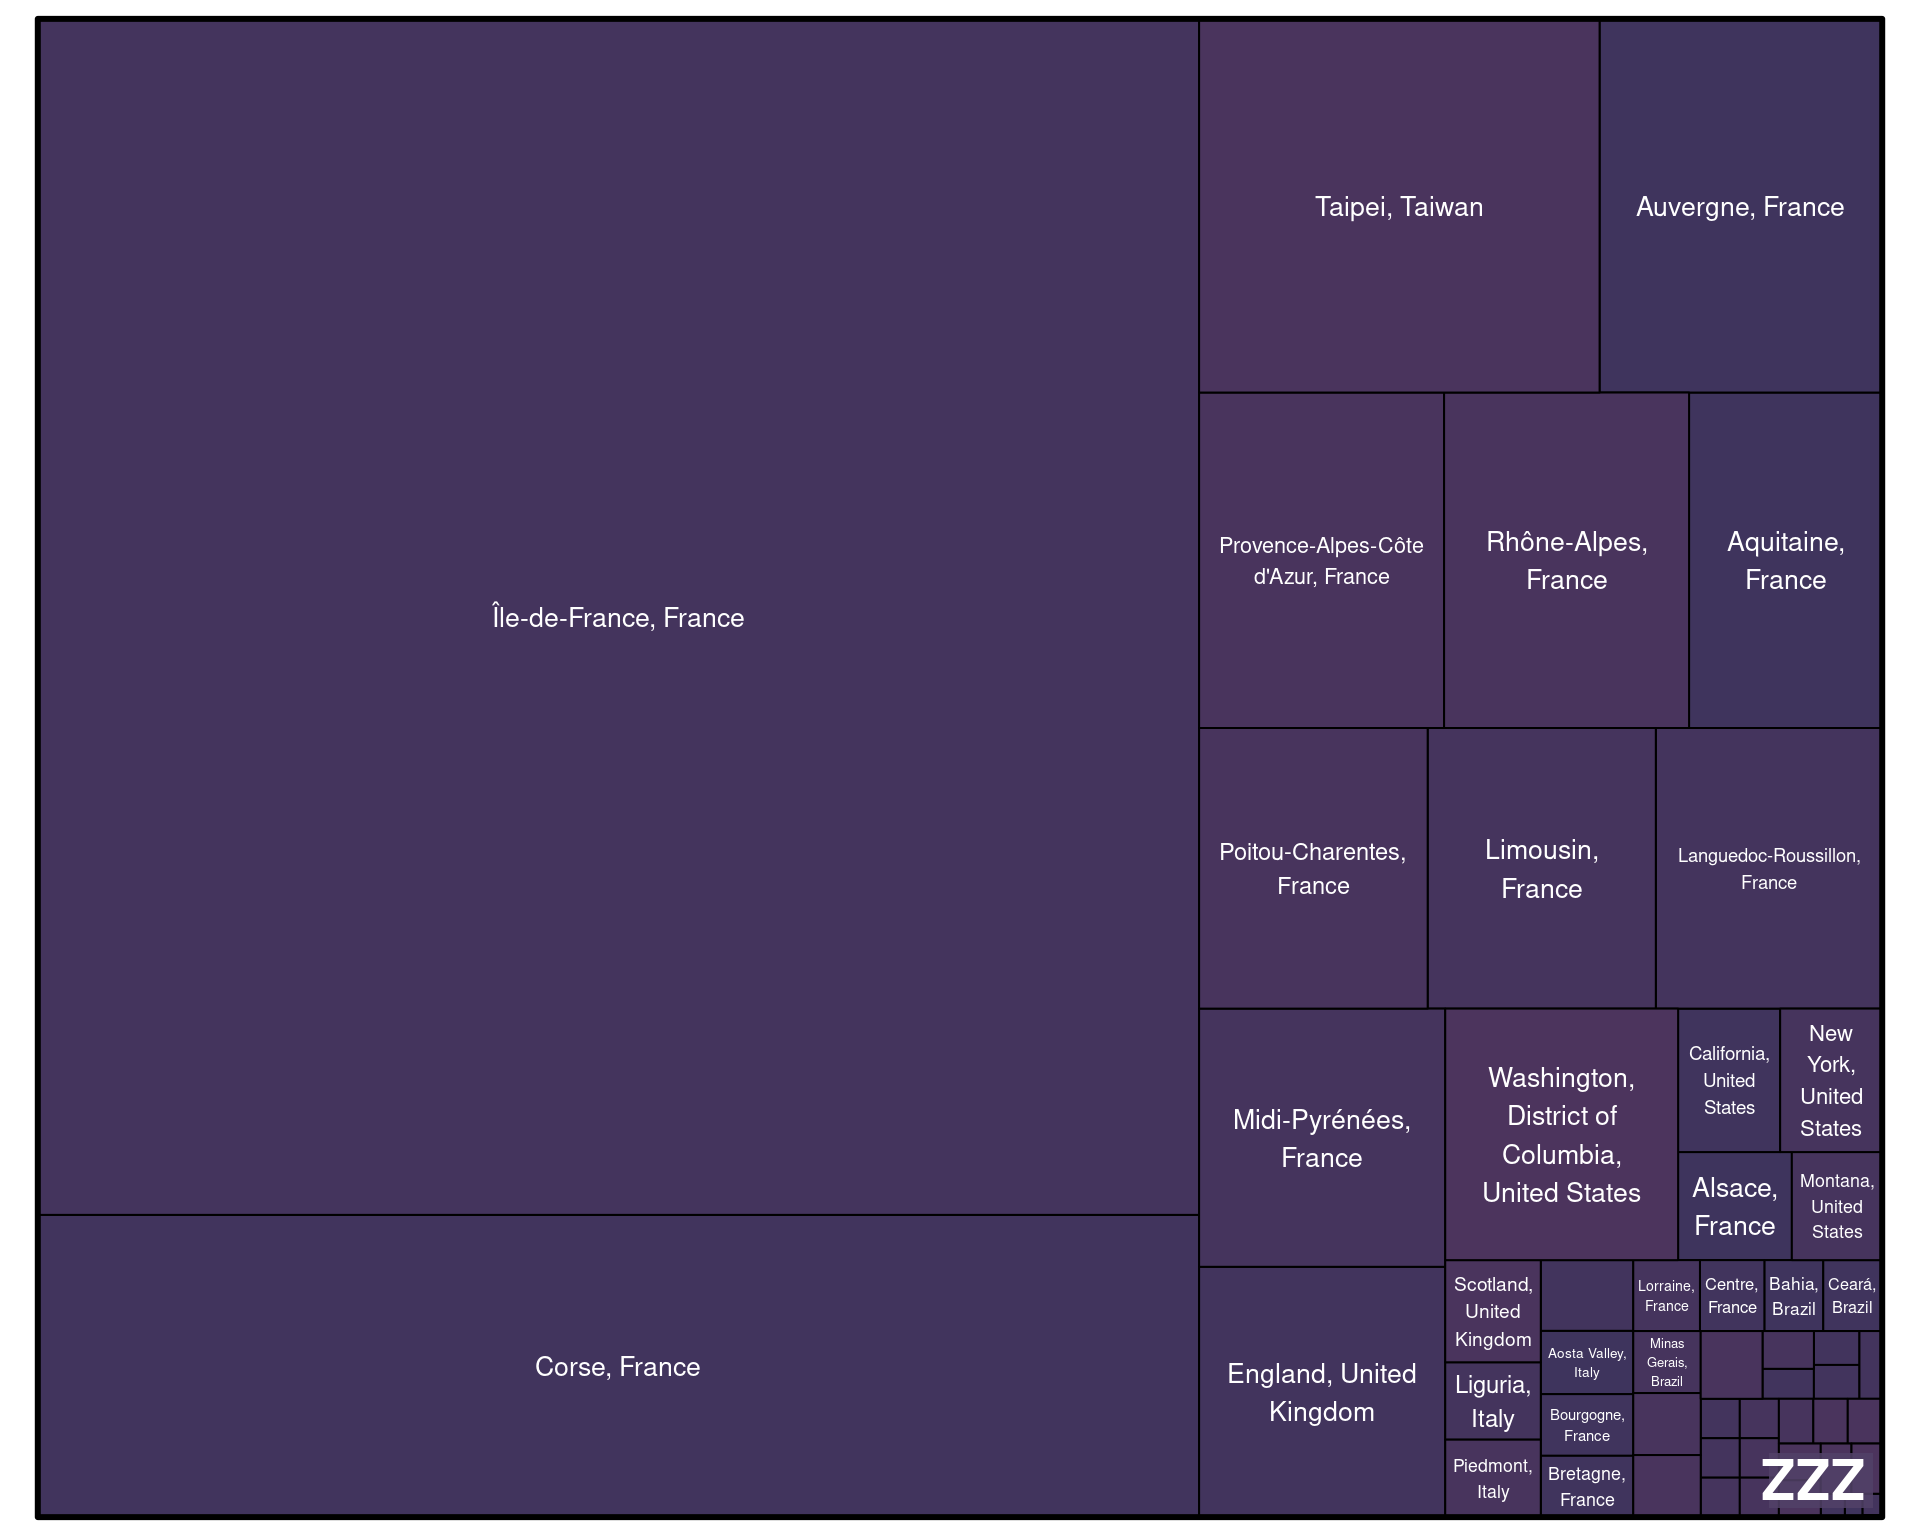 Île-de-France, France
Corse, France
Taipei, Taiwan
Auvergne, France
Provence-Alpes-Côte
d'Azur, France
Rhône-Alpes,
France
Aquitaine,
France
Poitou-Charentes,
France
Limousin,
France
Languedoc-Roussillon,
France
Midi-Pyrénées,
France
England, United
Kingdom
Washington,
District of
Columbia,
United States
California,
United
States
New
York,
United
States
Alsace,
France
Montana,
United
States
Scotland,
United
Kingdom
Liguria,
Italy
Piedmont,
Italy
Aosta Valley,
Italy
Bourgogne,
France
Bretagne,
France
Lorraine,
France
Centre,
France
Bahia,
Brazil
Ceará,
Brazil
Minas
Gerais,
Brazil
ZZZ